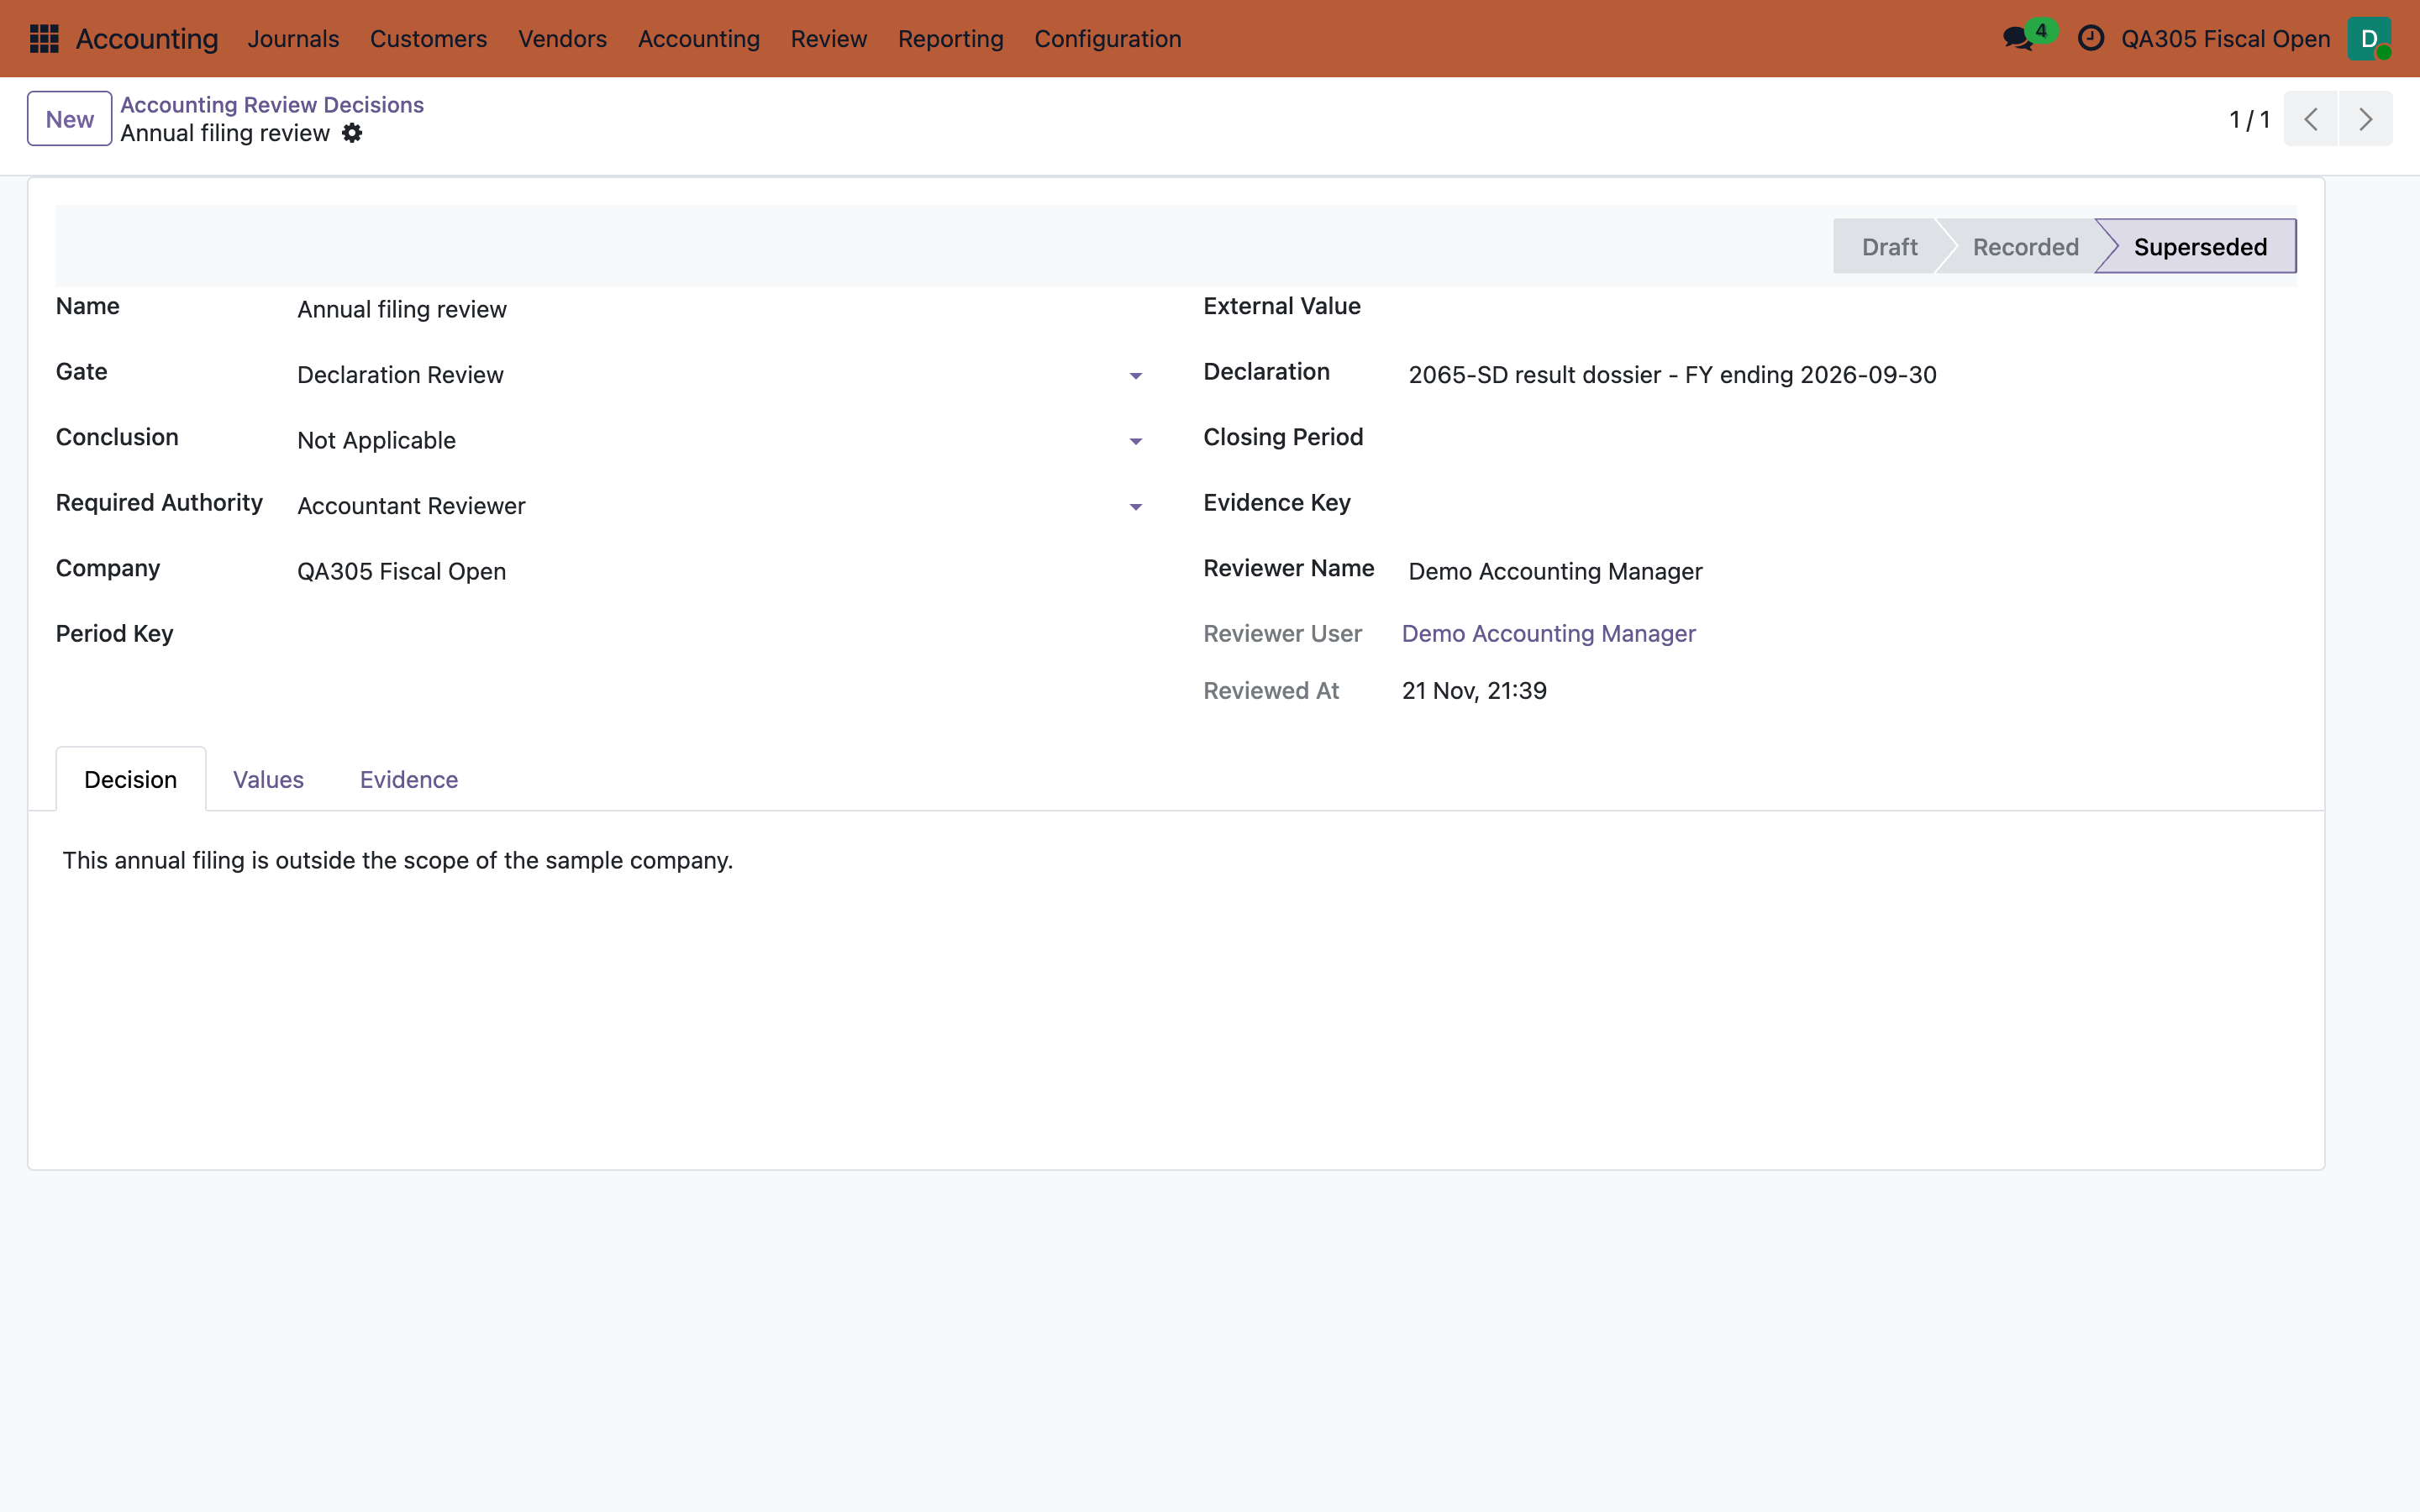 Accounting Journals Customers Vendors Accounting Review Reporting Configuration 4 QA305 Fiscal Open D
New Accounting Review Decisions
Annual filing review
1 / 1
Draft Recorded Superseded
Name Annual filing review
Gate Declaration Review
Conclusion Not Applicable
Required Authority Accountant Reviewer
Company QA305 Fiscal Open
Period Key
External Value
Declaration 2065-SD result dossier - FY ending 2026-09-30
Closing Period
Evidence Key
Reviewer Name Demo Accounting Manager
Reviewer User Demo Accounting Manager
Reviewed At 21 Nov, 21:39
Decision Values Evidence
This annual filing is outside the scope of the sample company.